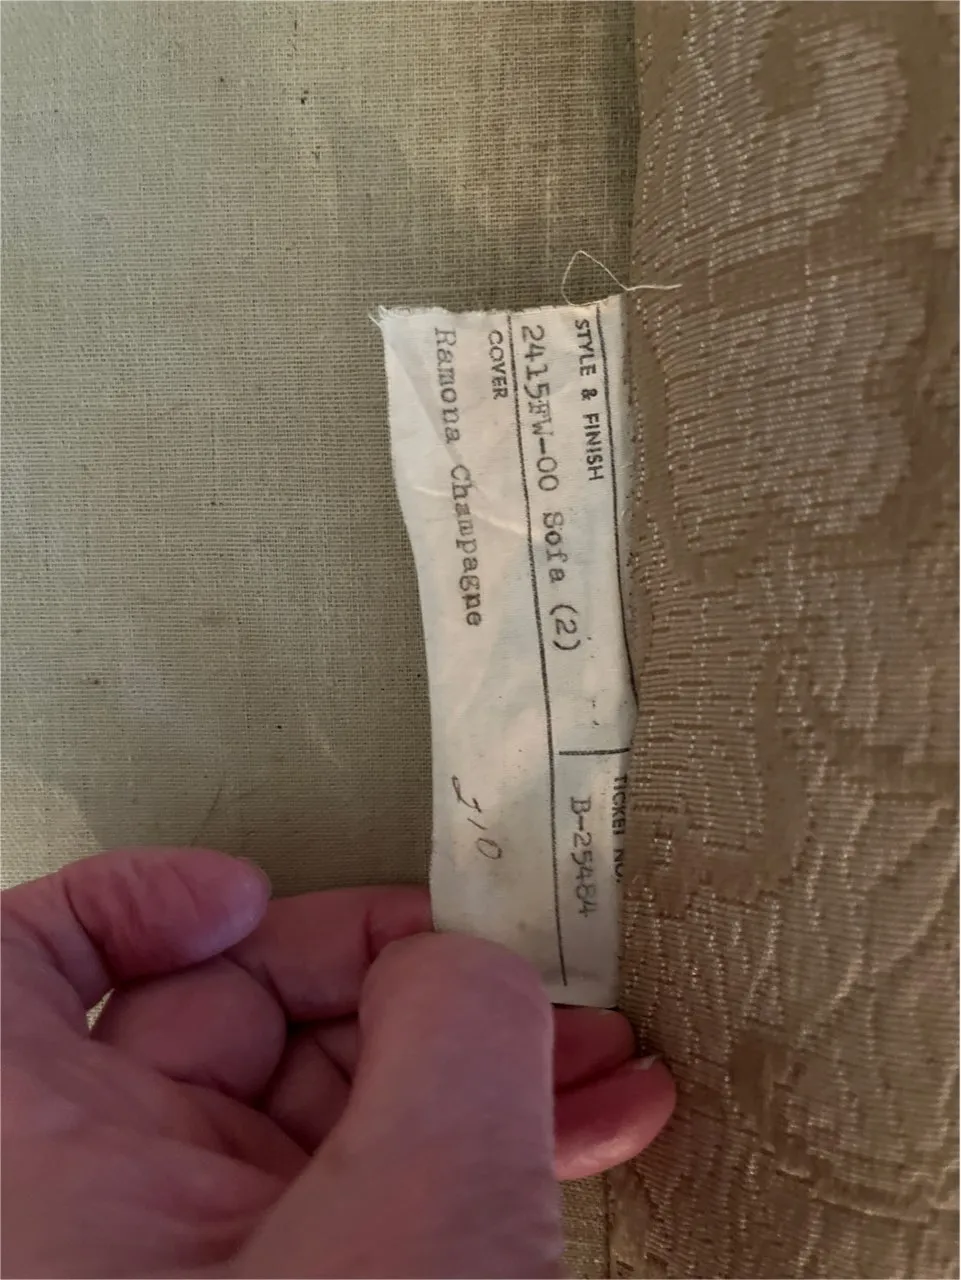 STYLE & FINISH
TICKET NO.
2415FW-00 Sofa (2)
B-25484
COVER
Ramona Champagne